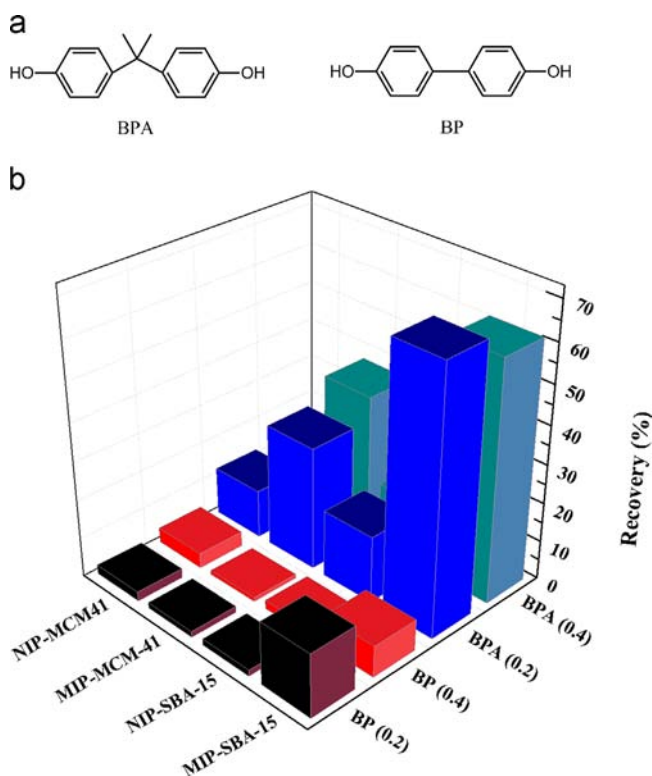 a
HO
OH
BPA
HO
OH
BP
b
70
60
50
40
30
20
10
0
Recovery (%)
NIP-MCM41
MIP-MCM-41
NIP-SBA-15
MIP-SBA-15
BP (0.2)
BP (0.4)
BPA (0.2)
BPA (0.4)